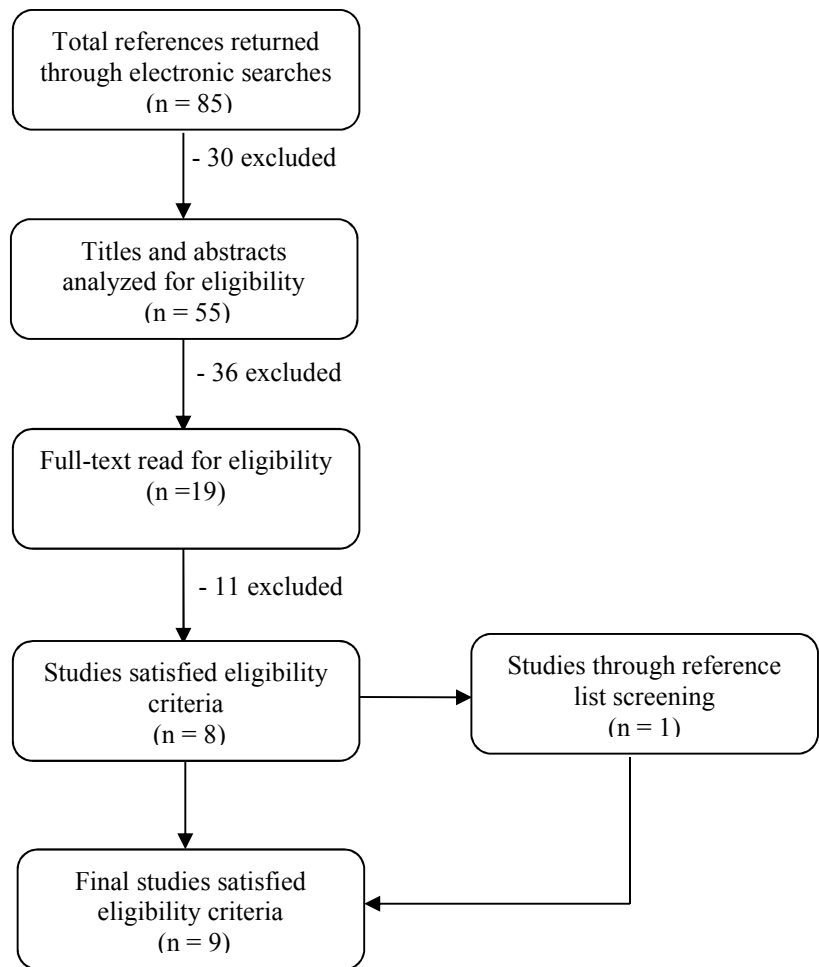 Total references returned
through electronic searches
(n = 85)
- 30 excluded
Titles and abstracts
analyzed for eligibility
(n = 55)
- 36 excluded
Full-text read for eligibility
(n =19)
- 11 excluded
Studies satisfied eligibility
criteria
(n = 8)
Studies through reference
list screening
(n = 1)
Final studies satisfied
eligibility criteria
(n = 9)